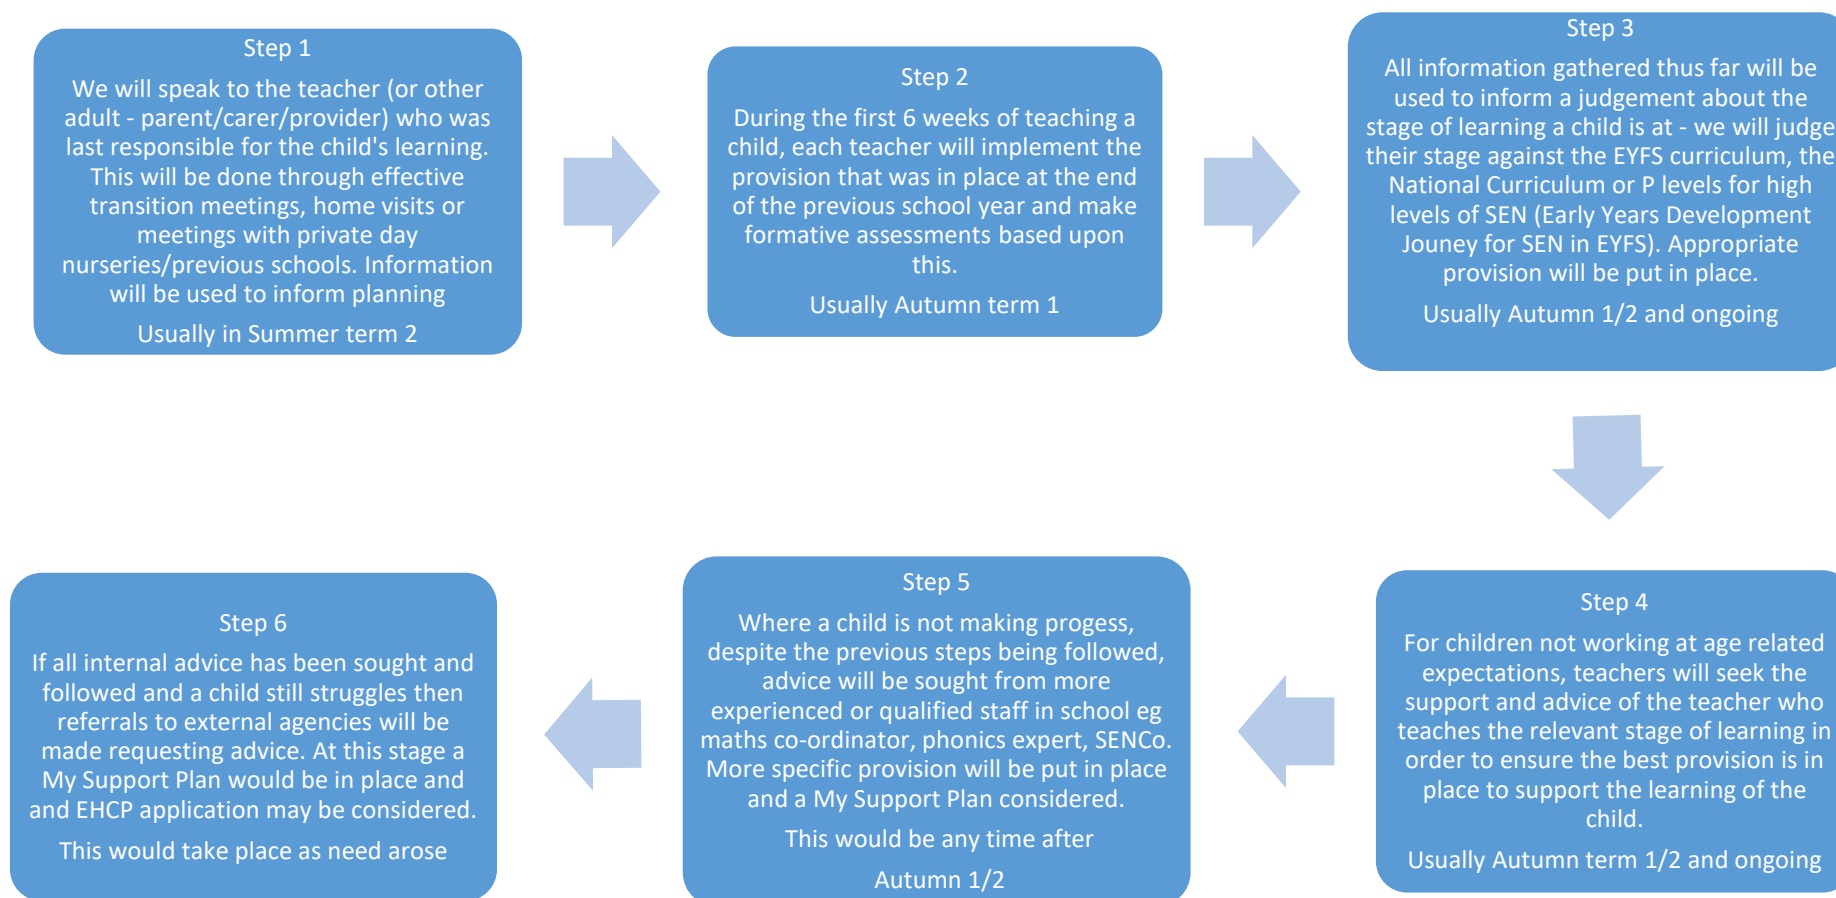 Step 1
We will speak to the teacher (or other
adult - parent/carer/provider) who was
last responsible for the child's learning.
This will be done through effective
transition meetings, home visits or
meetings with private day
nurseries/previous schools. Information
will be used to inform planning
Usually in Summer term 2
Step 2
During the first 6 weeks of teaching a
child, each teacher will implement the
provision that was in place at the end
of the previous school year and make
formative assessments based upon
this.
Usually Autumn term 1
Step 3
All information gathered thus far will be
used to inform a judgement about the
stage of learning a child is at - we will judge
their stage against the EYFS curriculum, the
National Curriculum or P levels for high
levels of SEN (Early Years Development
Jouney for SEN in EYFS). Appropriate
provision will be put in place.
Usually Autumn 1/2 and ongoing
Step 4
For children not working at age related
expectations, teachers will seek the
support and advice of the teacher who
teaches the relevant stage of learning in
order to ensure the best provision is in
place to support the learning of the
child.
Usually Autumn term 1/2 and ongoing
Step 5
Where a child is not making progess,
despite the previous steps being followed,
advice will be sought from more
experienced or qualified staff in school eg
maths co-ordinator, phonics expert, SENCo.
More specific provision will be put in place
and a My Support Plan considered.
This would be any time after
Autumn 1/2
Step 6
If all internal advice has been sought and
followed and a child still struggles then
referrals to external agencies will be
made requesting advice. At this stage a
My Support Plan would be in place and
and EHCP application may be considered.
This would take place as need arose